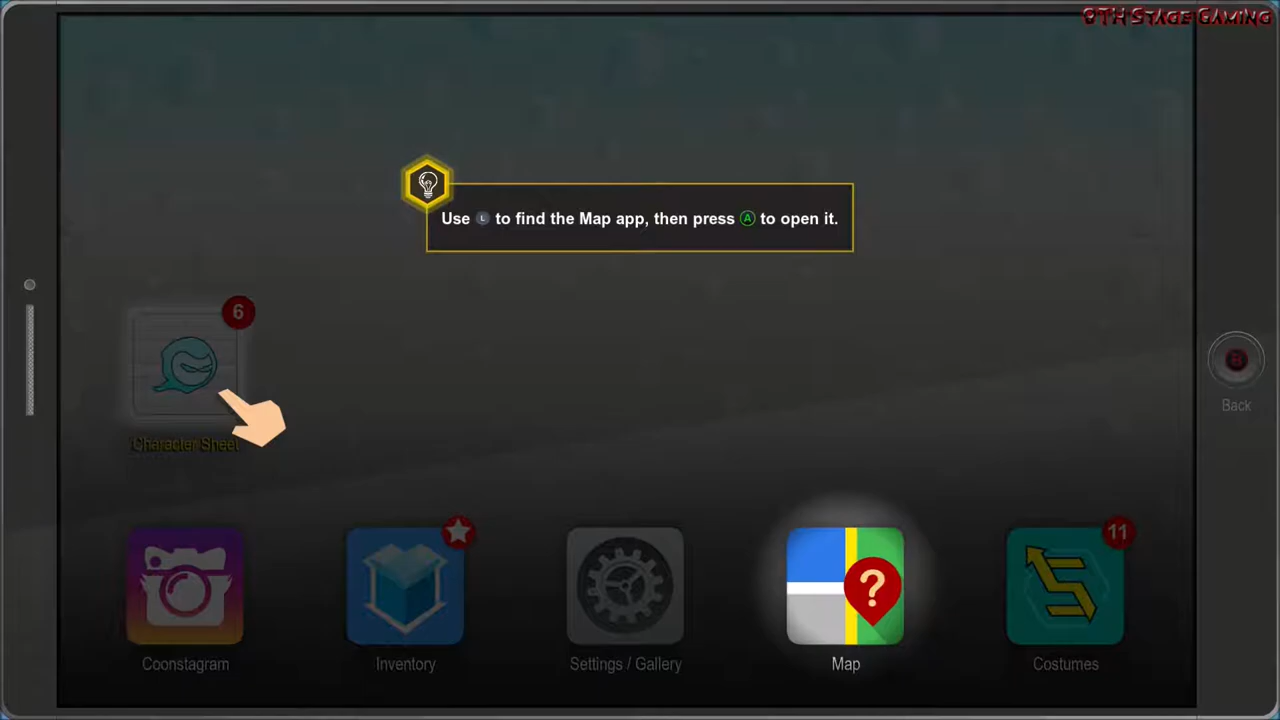 8TH STAGE GAMING
Use L to find the Map app, then press A to open it.
6
Character Sheet
B
Back
11
?
Coonstagram
Inventory
Settings / Gallery
Map
Costumes